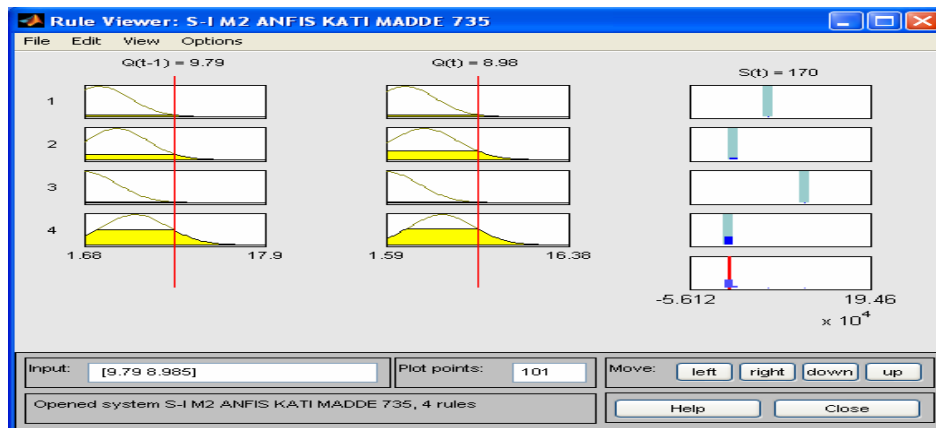 Rule Viewer: S-I M2 ANFIS KATI MADDE 735
File Edit View Options
Q(t-1) = 9.79
Q(t) = 8.98
S(t) = 170
1
2
3
4
1.68 17.9
1.59 16.38
-5.612 19.46
x 10^4
Input: [9.79 8.985]
Plot points: 101
Move: left right down up
Opened system S-I M2 ANFIS KATI MADDE 735, 4 rules
Help Close